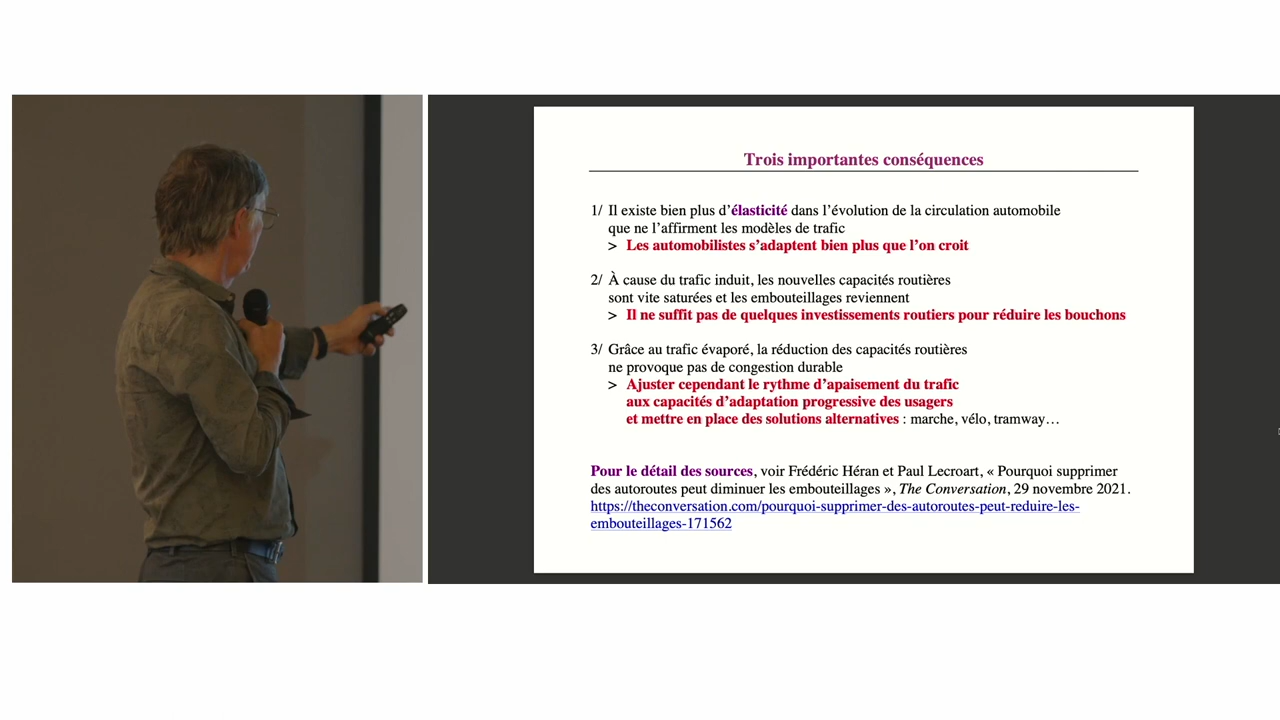 Trois importantes conséquences
1/ Il existe bien plus d’élasticité dans l’évolution de la circulation automobile
que ne l’affirment les modèles de trafic
> Les automobilistes s’adaptent bien plus que l’on croit
2/ À cause du trafic induit, les nouvelles capacités routières
sont vite saturées et les embouteillages reviennent
> Il ne suffit pas de quelques investissements routiers pour réduire les bouchons
3/ Grâce au trafic évaporé, la réduction des capacités routières
ne provoque pas de congestion durable
> Ajuster cependant le rythme d’apaisement du trafic
aux capacités d’adaptation progressive des usagers
et mettre en place des solutions alternatives : marche, vélo, tramway…
Pour le détail des sources, voir Frédéric Héran et Paul Lecroart, « Pourquoi supprimer
des autoroutes peut diminuer les embouteillages », The Conversation, 29 novembre 2021.
https://theconversation.com/pourquoi-supprimer-des-autoroutes-peut-reduire-les-
embouteillages-171562